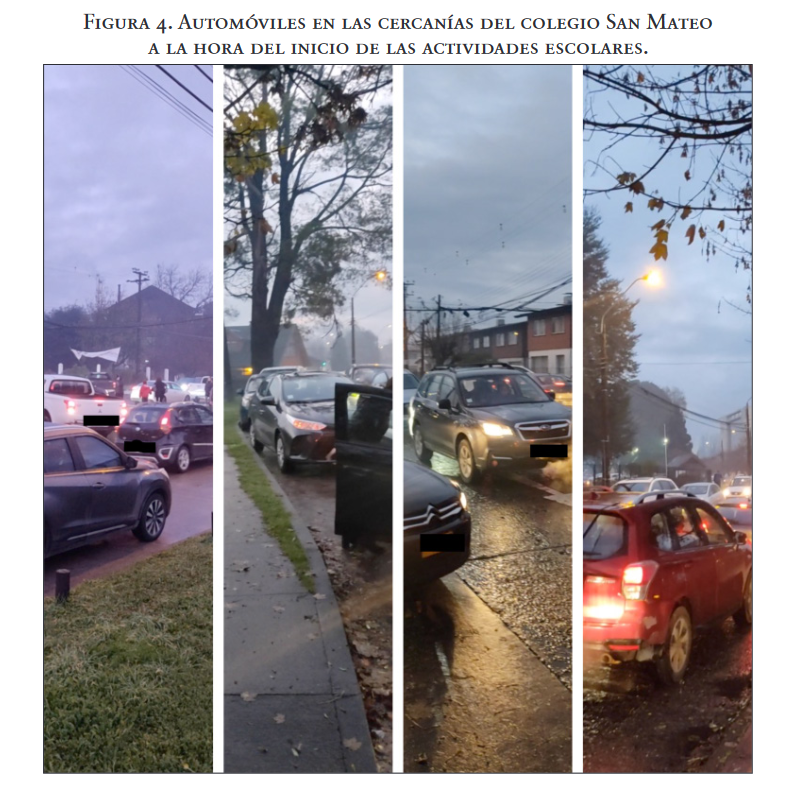 Figura 4. Automóviles en las cercanías del colegio San Mateo
a la hora del inicio de las actividades escolares.